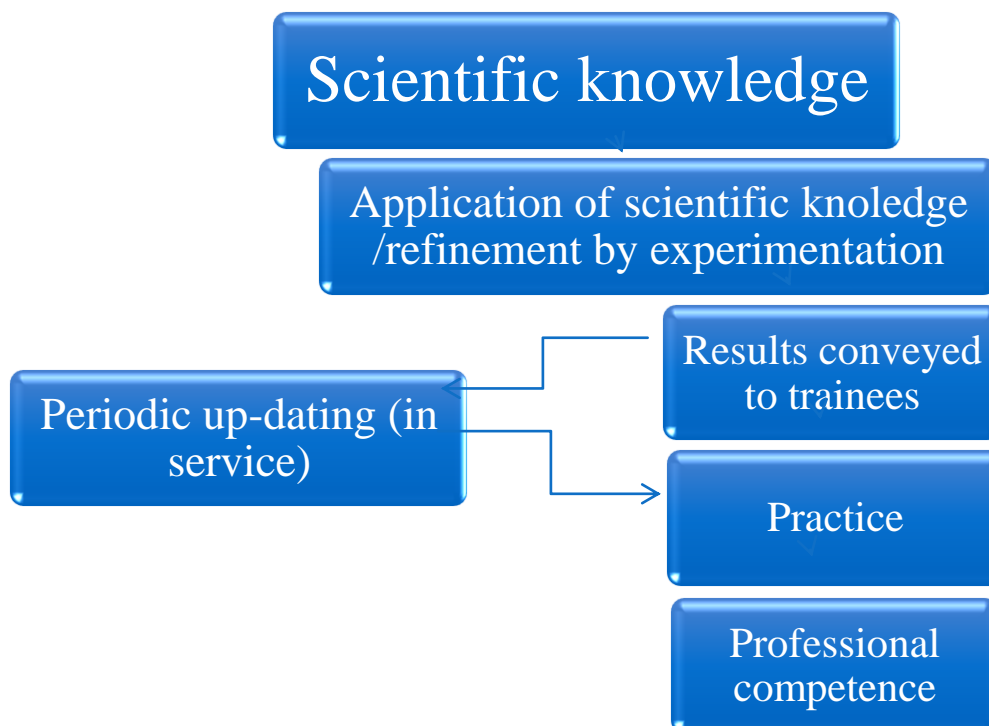 Scientific knowledge
Application of scientific knoledge
/refinement by experimentation
Results conveyed
to trainees
Periodic up-dating (in
service)
Practice
Professional
competence